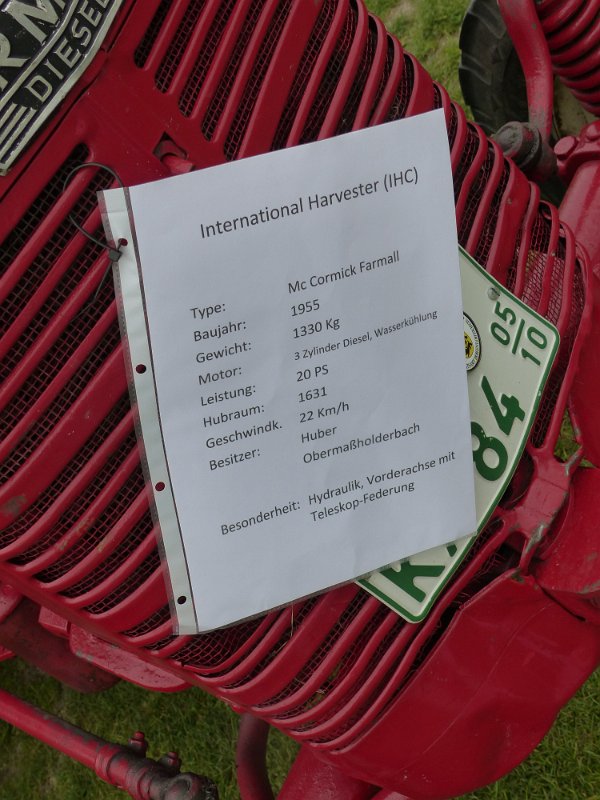 RM
DIESEL
International Harvester (IHC)
Type: Mc Cormick Farmall
Baujahr: 1955
Gewicht: 1330 Kg
Motor: 3 Zylinder Diesel, Wasserkühlung
Leistung: 20 PS
Hubraum: 1631
Geschwindk. 22 Km/h
Besitzer: Huber
Obermaßholderbach
Besonderheit: Hydraulik, Vorderachse mit
Teleskop-Federung
05
10
84
K